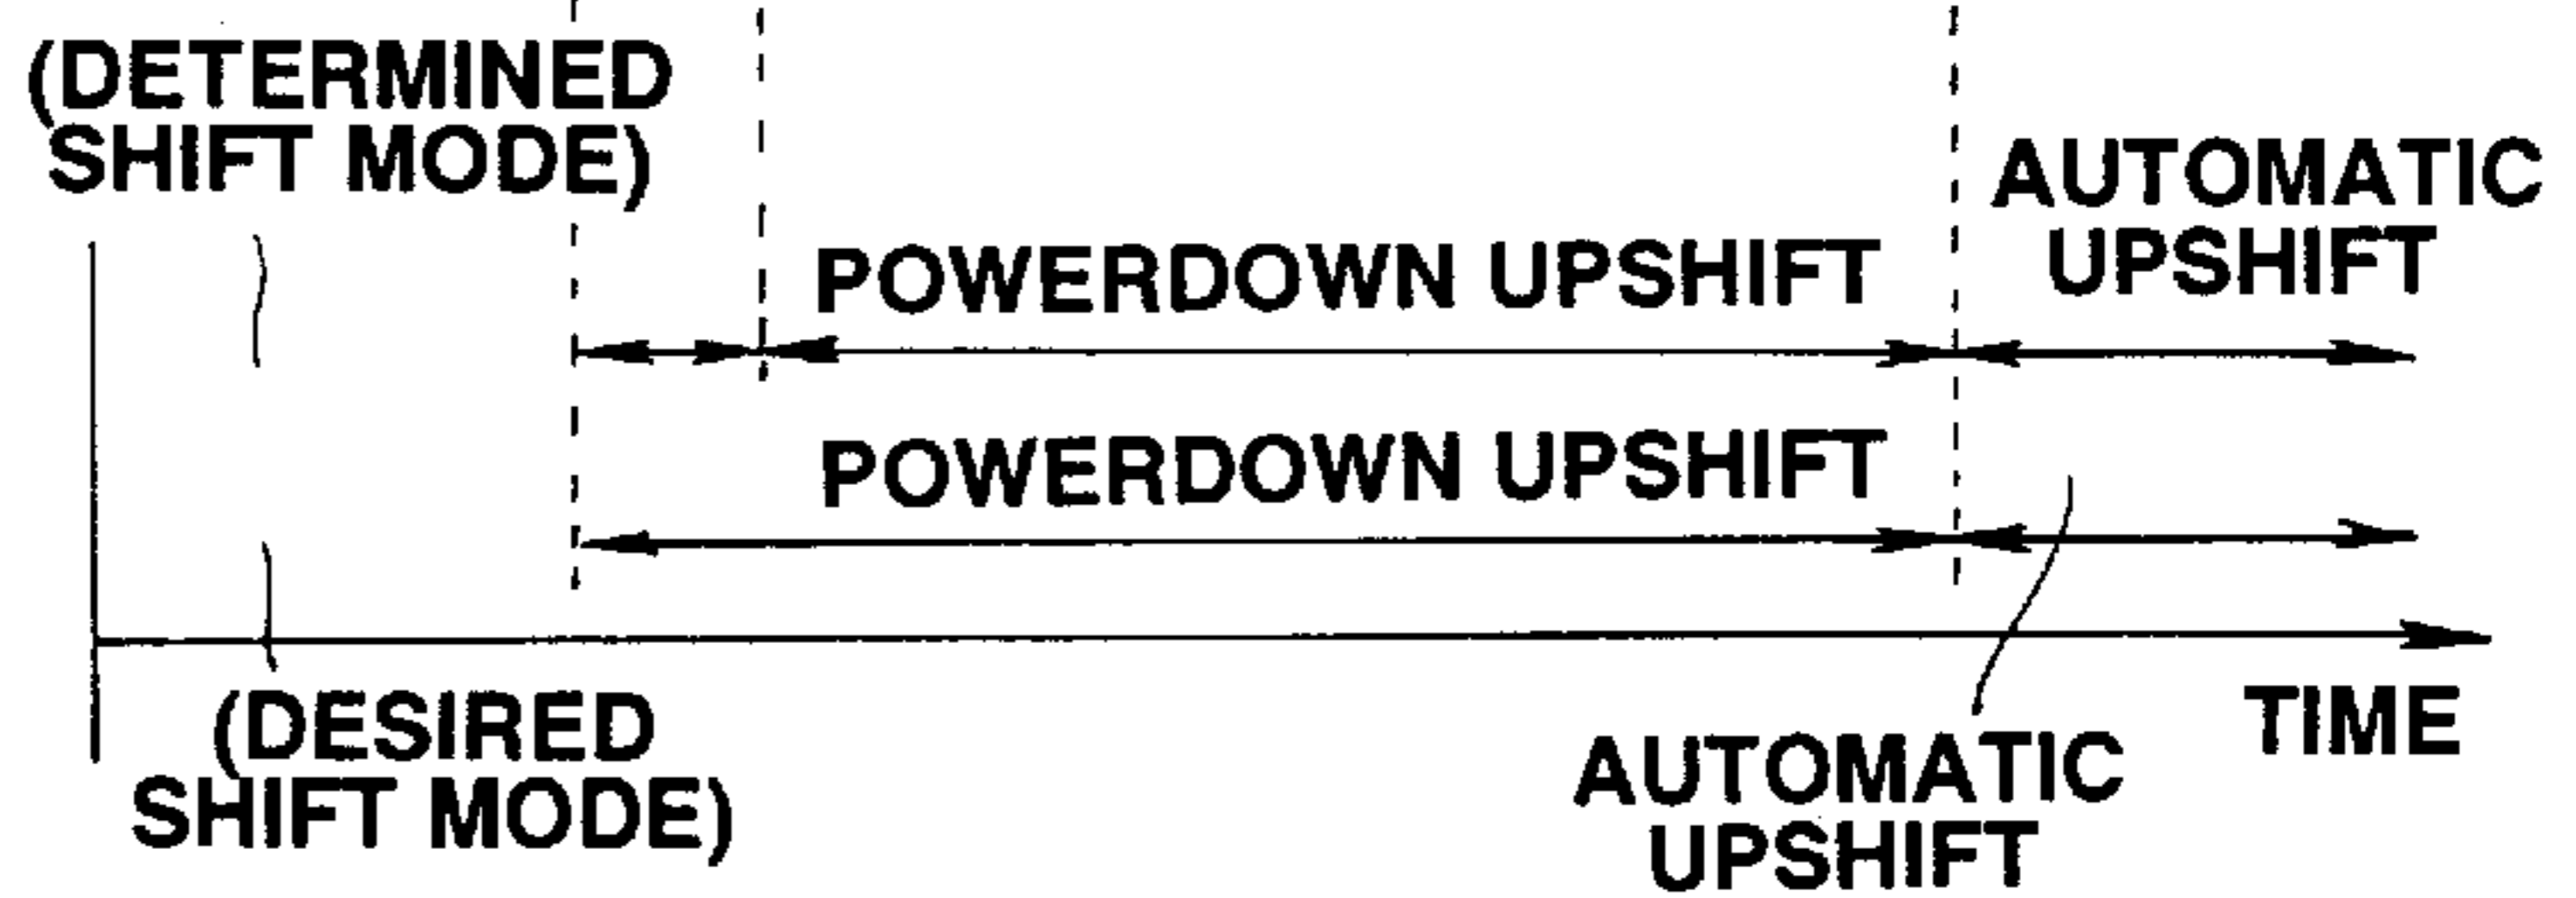 (DETERMINED
SHIFT MODE)
AUTOMATIC
UPSHIFT
POWERDOWN UPSHIFT
POWERDOWN UPSHIFT
(DESIRED
SHIFT MODE)
TIME
AUTOMATIC
UPSHIFT